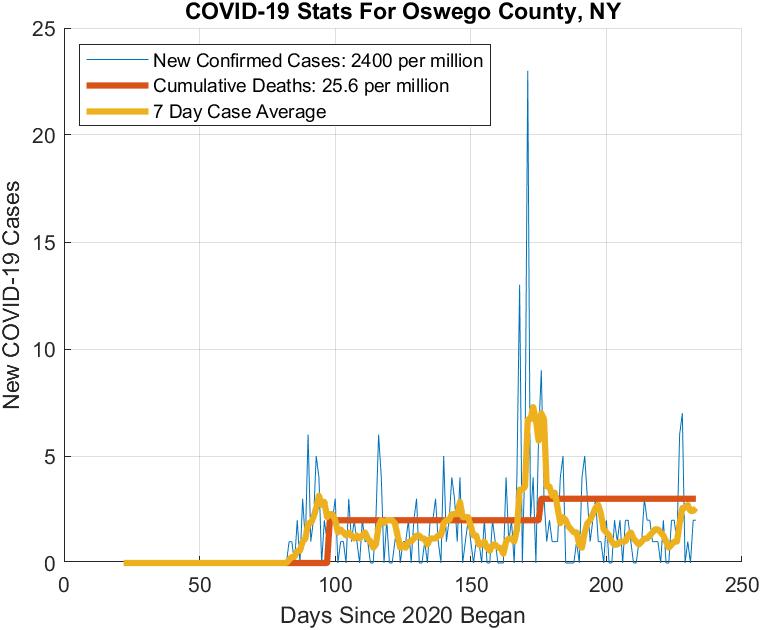 COVID-19 Stats For Oswego County, NY
25
New Confirmed Cases: 2400 per million
Cumulative Deaths: 25.6 per million
7 Day Case Average
20
15
10
5
0
New COVID-19 Cases
0 50 100 150 200 250
Days Since 2020 Began